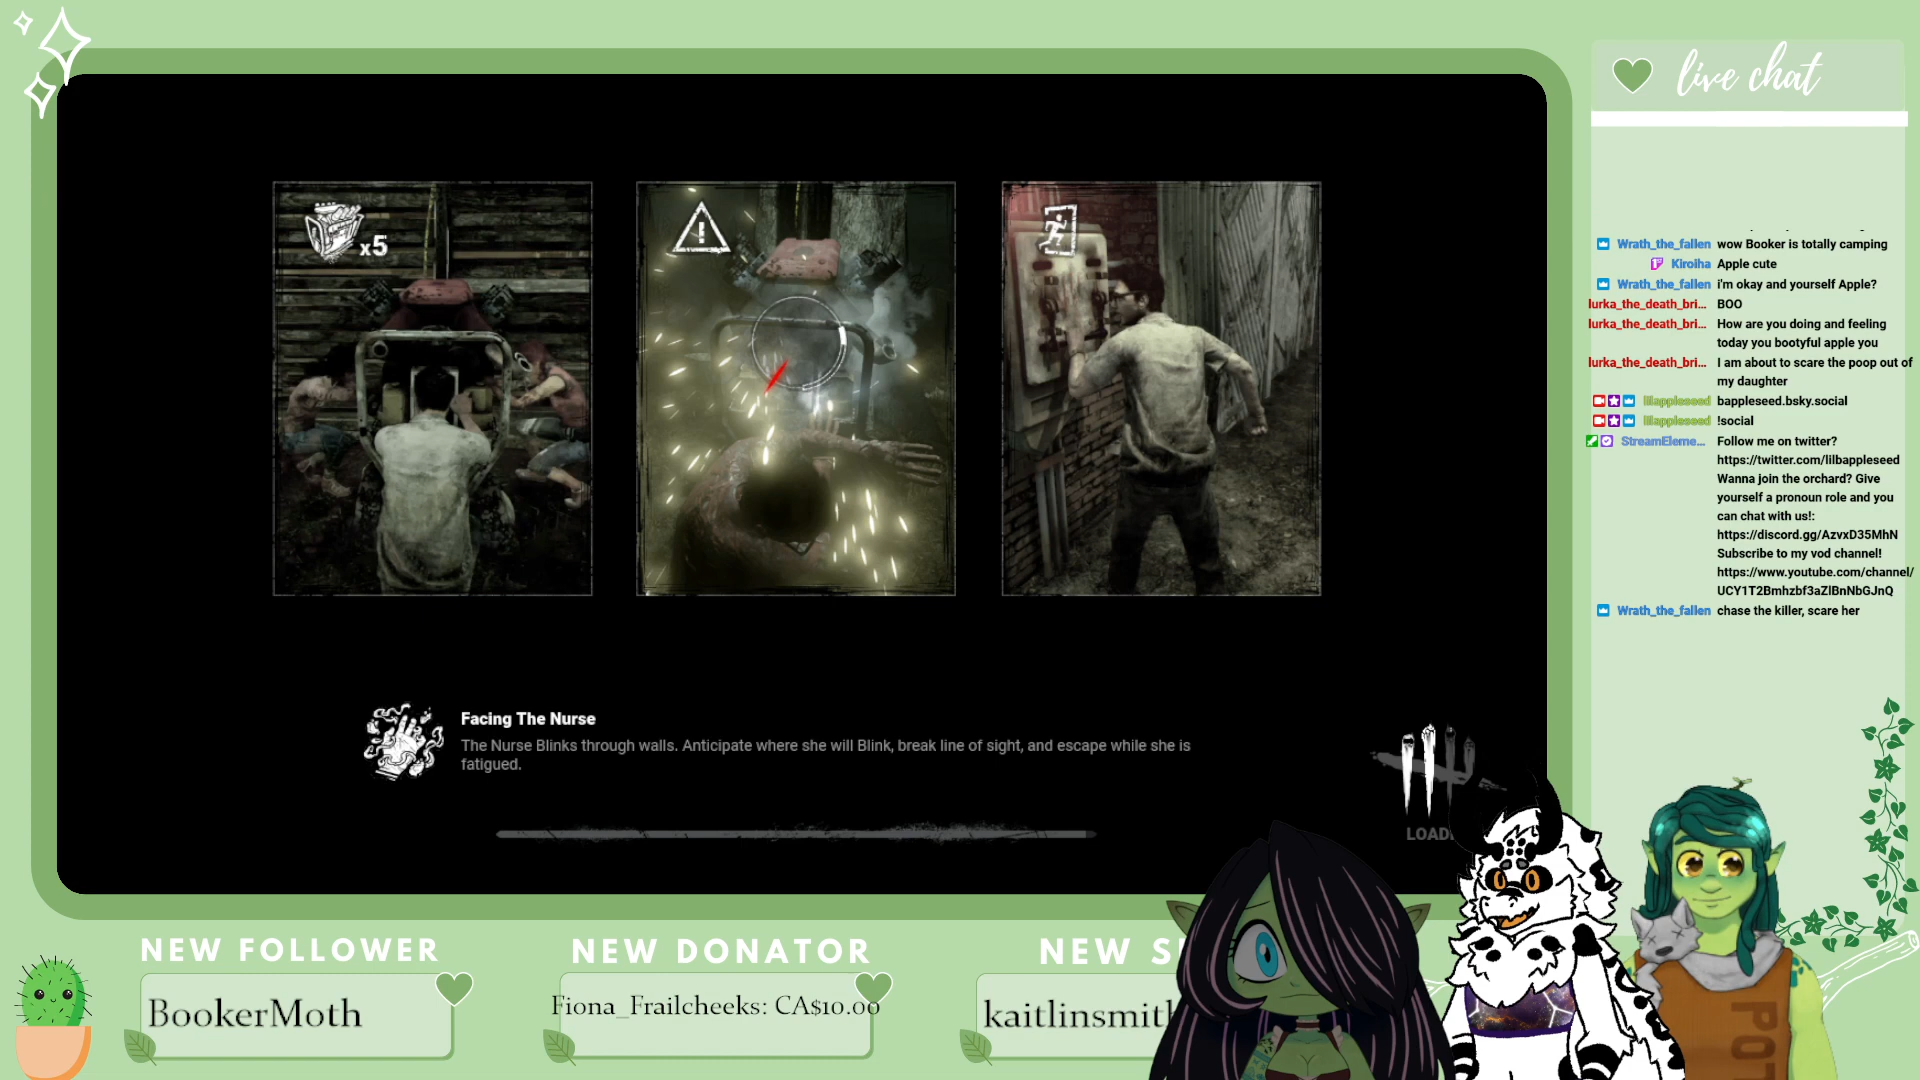 live chat
x5
Wrath_the_fallen wow Booker is totally camping
Kiroiha Apple cute
Wrath_the_fallen i'm okay and yourself Apple?
lurka_the_death_bri... BOO
lurka_the_death_bri... How are you doing and feeling
today you bootyful apple you
lurka_the_death_bri... I am about to scare the poop out of
my daughter
lilappleseed bappleseed.bsky.social
lilappleseed !social
StreamEleme... Follow me on twitter?
https://twitter.com/lilbappleseed
Wanna join the orchard? Give
yourself a pronoun role and you
can chat with us!:
https://discord.gg/AzvxD35MhN
Subscribe to my vod channel!
https://www.youtube.com/channel/
UCY1T2Bmhzbf3aZlBnNbGJnQ
Wrath_the_fallen chase the killer, scare her
Facing The Nurse
The Nurse Blinks through walls. Anticipate where she will Blink, break line of sight, and escape while she is
fatigued.
LOAD
NEW FOLLOWER
BookerMoth
NEW DONATOR
Fiona_Frailcheeks: CA$10.00
NEW S
kaitlinsmith
POT